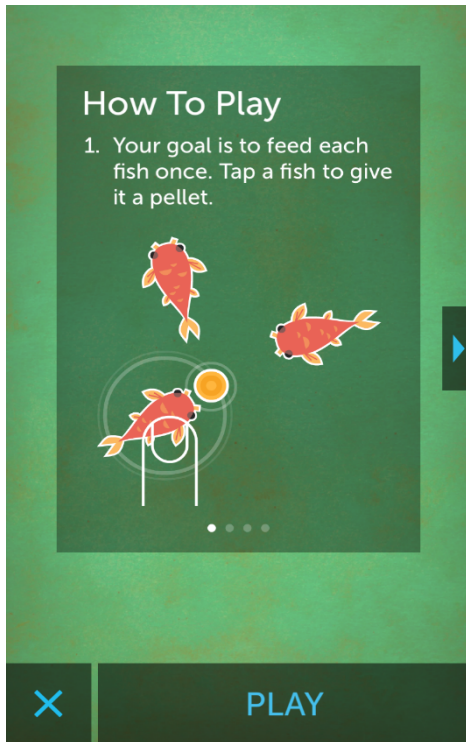 How To Play
1. Your goal is to feed each
fish once. Tap a fish to give
it a pellet.
PLAY